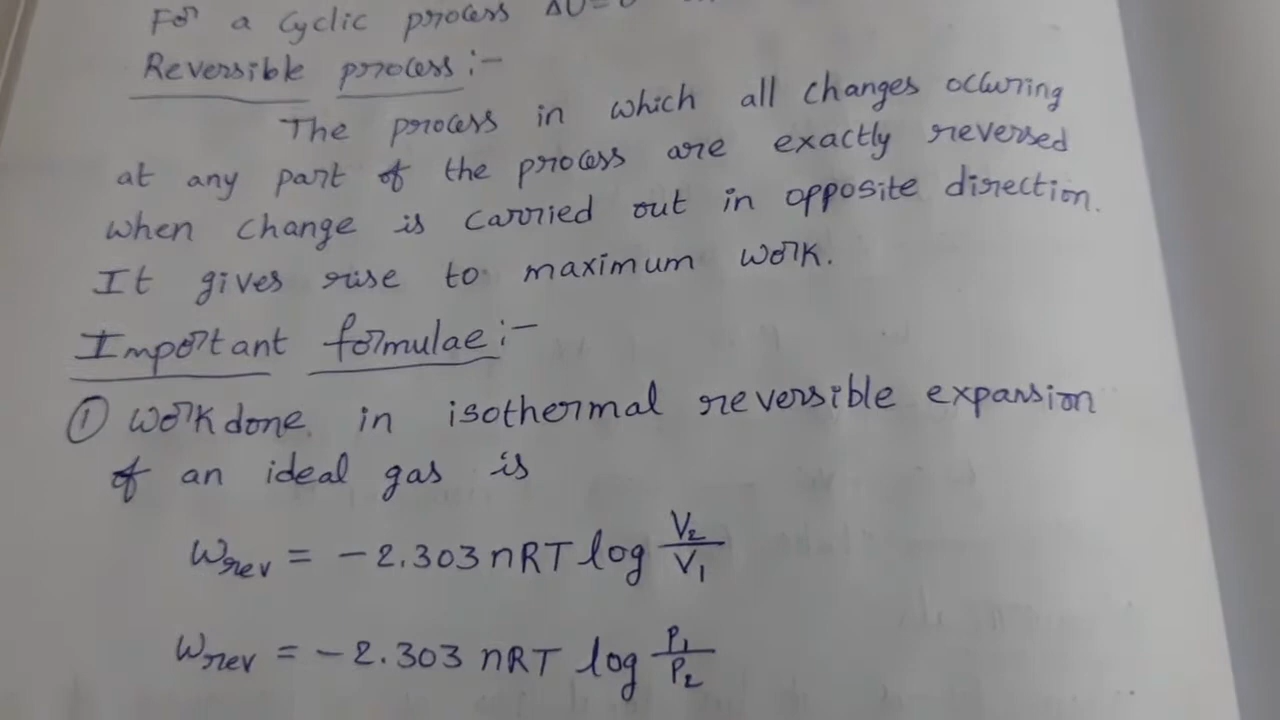 For a cyclic process ΔU=0
Reversible process:-
The process in which all changes occuring
at any part of the process are exactly reversed
when change is carried out in opposite direction.
It gives rise to maximum work.
Important formulae:-
① Work done in isothermal reversible expansion
of an ideal gas is
Wrev = -2.303 nRT log V2/V1
Wrev = -2.303 nRT log P1/P2